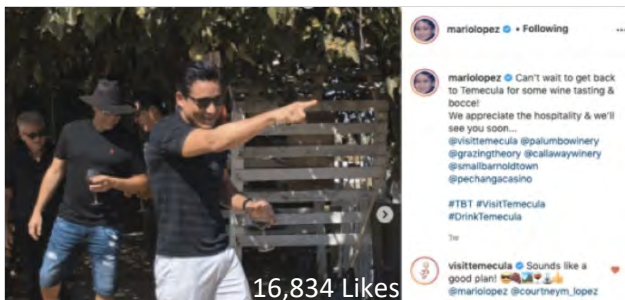 mariolopez • Following
mariolopez Can't wait to get back
to Temecula for some wine tasting &
bocce!
We appreciate the hospitality & we'll
see you soon...
@visittemecula @palumbowinery
@grazingtheory @callawaywinery
@smallbarnoldtown
@pechangacasino
#TBT #VisitTemecula
#DrinkTemecula
1w
visittemecula Sounds like a
good plan! 😎🍇🎑🍷🍾👍
@mariolopez @courtneym_lopez
16,834 Likes